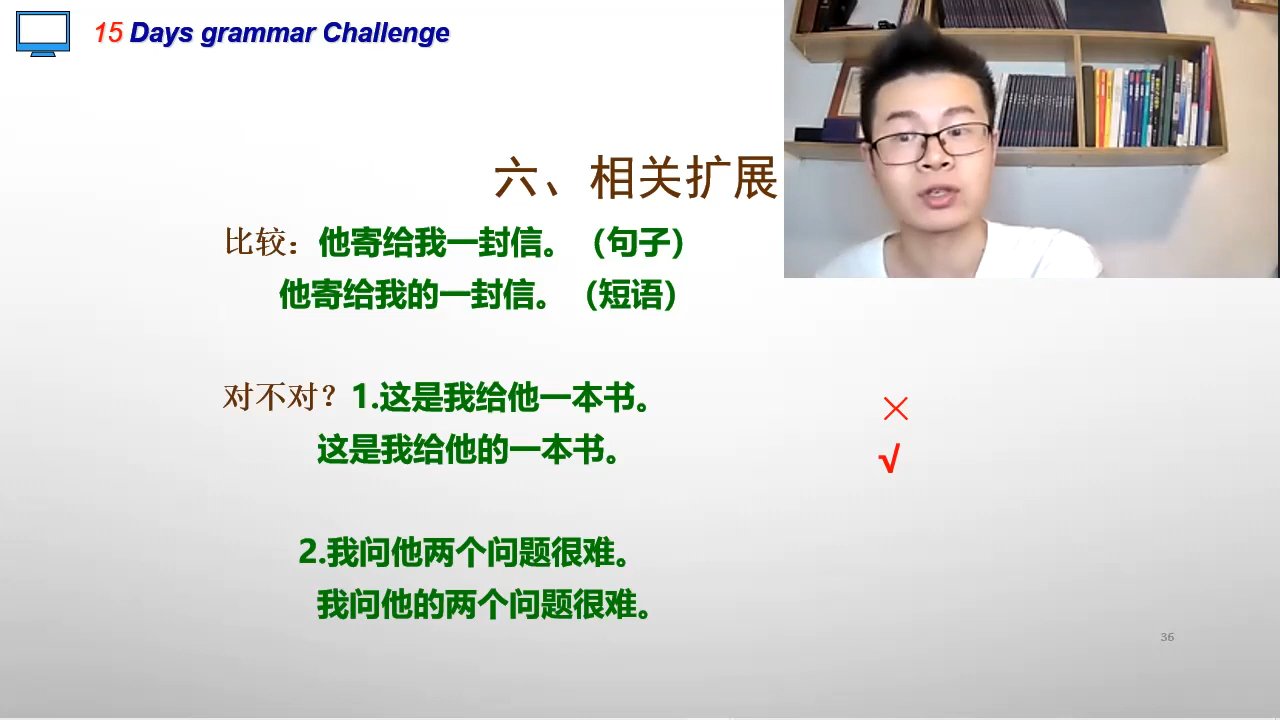 15 Days grammar Challenge
六、相关扩展
比较：他寄给我一封信。（句子）
他寄给我的一封信。（短语）
对不对？1.这是我给他一本书。 ×
这是我给他的一本书。 √
2.我问他两个问题很难。
我问他的两个问题很难。
36